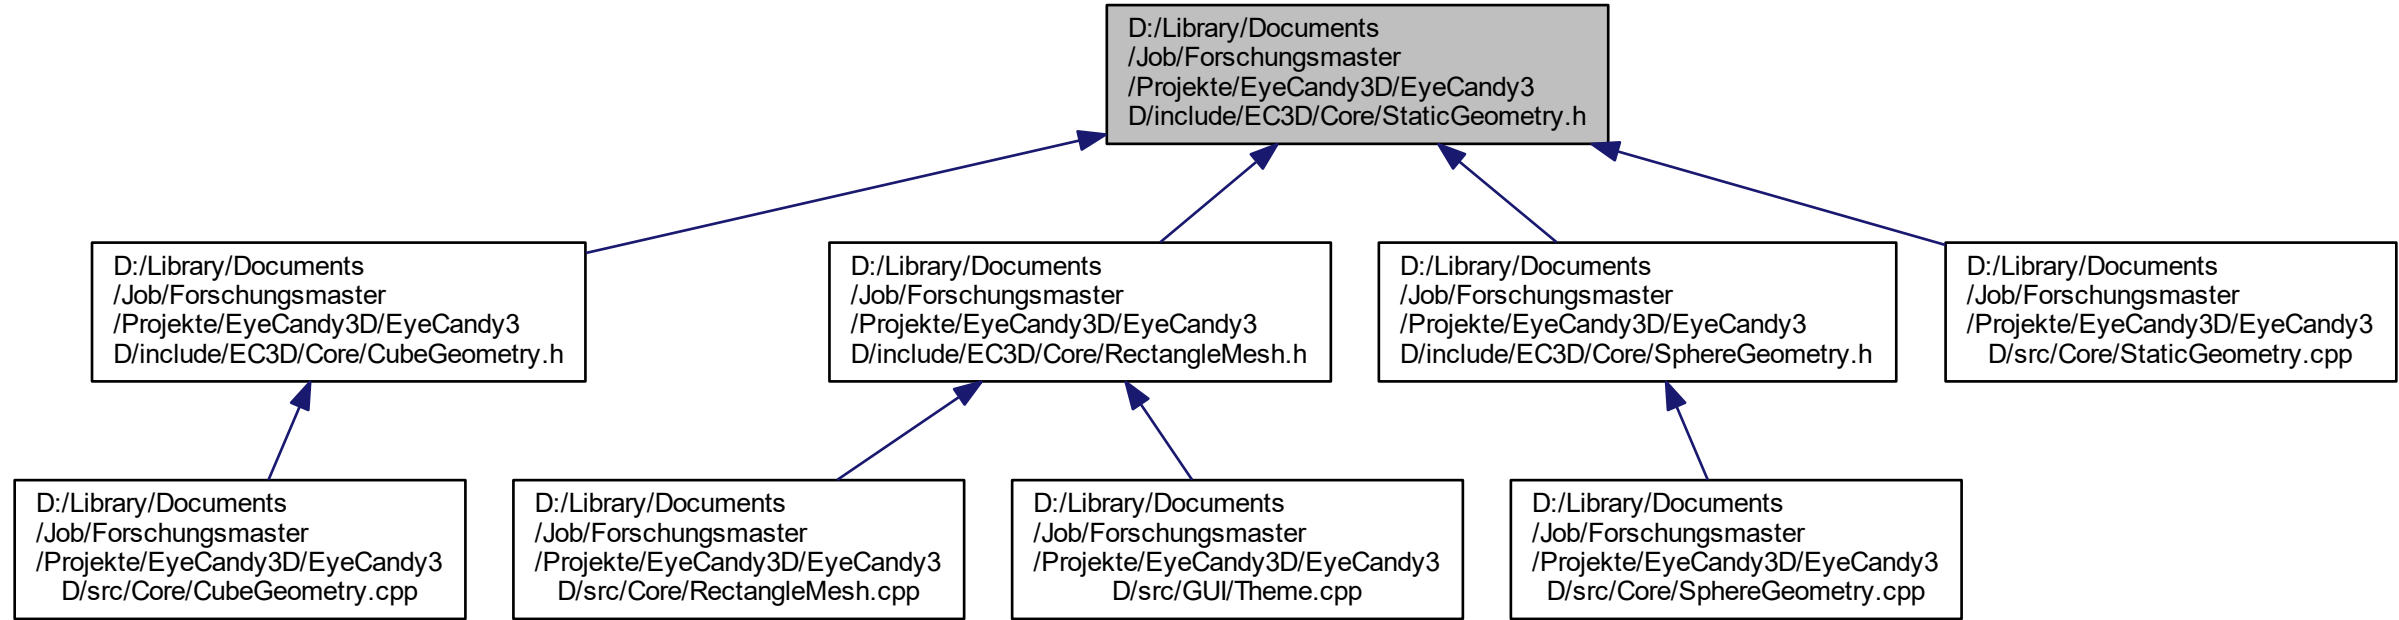 D:/Library/Documents
/Job/Forschungsmaster
/Projekte/EyeCandy3D/EyeCandy3
D/include/EC3D/Core/StaticGeometry.h
D:/Library/Documents
/Job/Forschungsmaster
/Projekte/EyeCandy3D/EyeCandy3
D/include/EC3D/Core/CubeGeometry.h
D:/Library/Documents
/Job/Forschungsmaster
/Projekte/EyeCandy3D/EyeCandy3
D/include/EC3D/Core/RectangleMesh.h
D:/Library/Documents
/Job/Forschungsmaster
/Projekte/EyeCandy3D/EyeCandy3
D/include/EC3D/Core/SphereGeometry.h
D:/Library/Documents
/Job/Forschungsmaster
/Projekte/EyeCandy3D/EyeCandy3
D/src/Core/StaticGeometry.cpp
D:/Library/Documents
/Job/Forschungsmaster
/Projekte/EyeCandy3D/EyeCandy3
D/src/Core/CubeGeometry.cpp
D:/Library/Documents
/Job/Forschungsmaster
/Projekte/EyeCandy3D/EyeCandy3
D/src/Core/RectangleMesh.cpp
D:/Library/Documents
/Job/Forschungsmaster
/Projekte/EyeCandy3D/EyeCandy3
D/src/GUI/Theme.cpp
D:/Library/Documents
/Job/Forschungsmaster
/Projekte/EyeCandy3D/EyeCandy3
D/src/Core/SphereGeometry.cpp